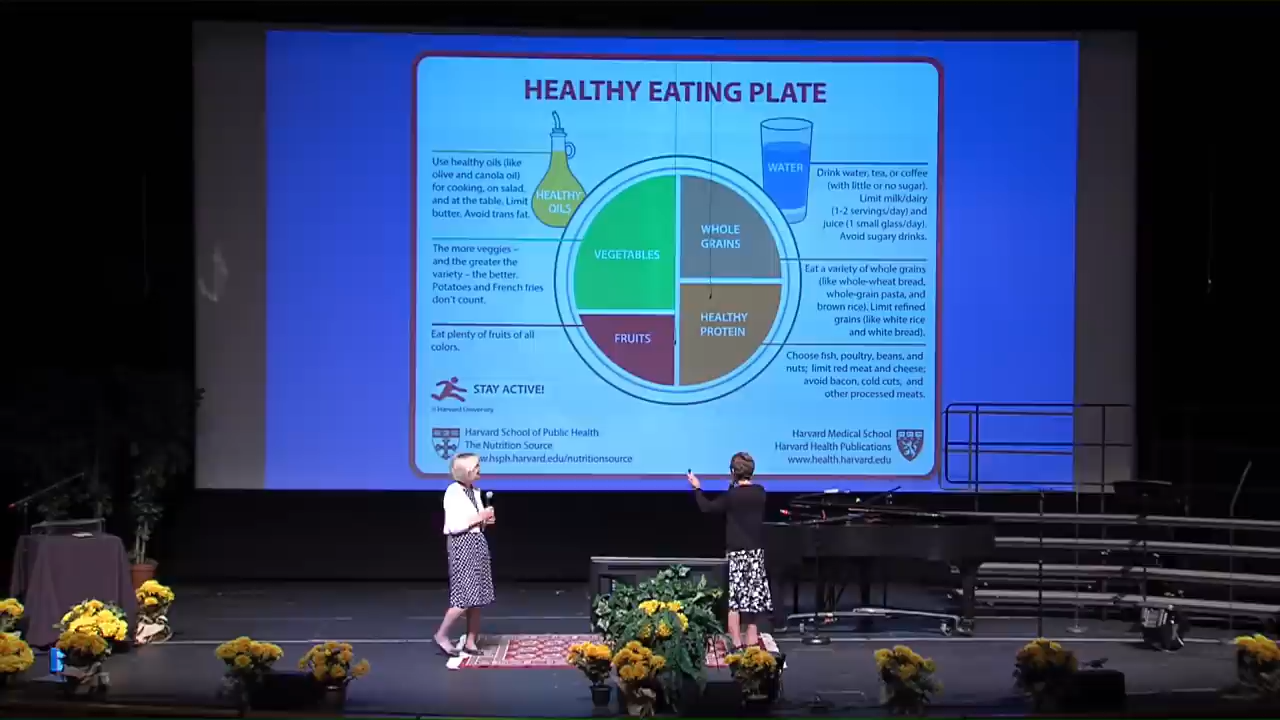 HEALTHY EATING PLATE
Use healthy oils (like
olive and canola oil)
for cooking, on salad,
and at the table. Limit
butter. Avoid trans fat.
HEALTHY
OILS
The more veggies –
and the greater the
variety – the better.
Potatoes and French fries
don't count.
Eat plenty of fruits of all
colors.
VEGETABLES
FRUITS
WHOLE
GRAINS
HEALTHY
PROTEIN
WATER
Drink water, tea, or coffee
(with little or no sugar).
Limit milk/dairy
(1-2 servings/day) and
juice (1 small glass/day).
Avoid sugary drinks.
Eat a variety of whole grains
(like whole-wheat bread,
whole-grain pasta, and
brown rice). Limit refined
grains (like white rice
and white bread).
Choose fish, poultry, beans, and
nuts; limit red meat and cheese;
avoid bacon, cold cuts, and
other processed meats.
STAY ACTIVE!
© Harvard University
Harvard School of Public Health
The Nutrition Source
w.hsph.harvard.edu/nutritionsource
Harvard Medical School
Harvard Health Publications
www.health.harvard.edu